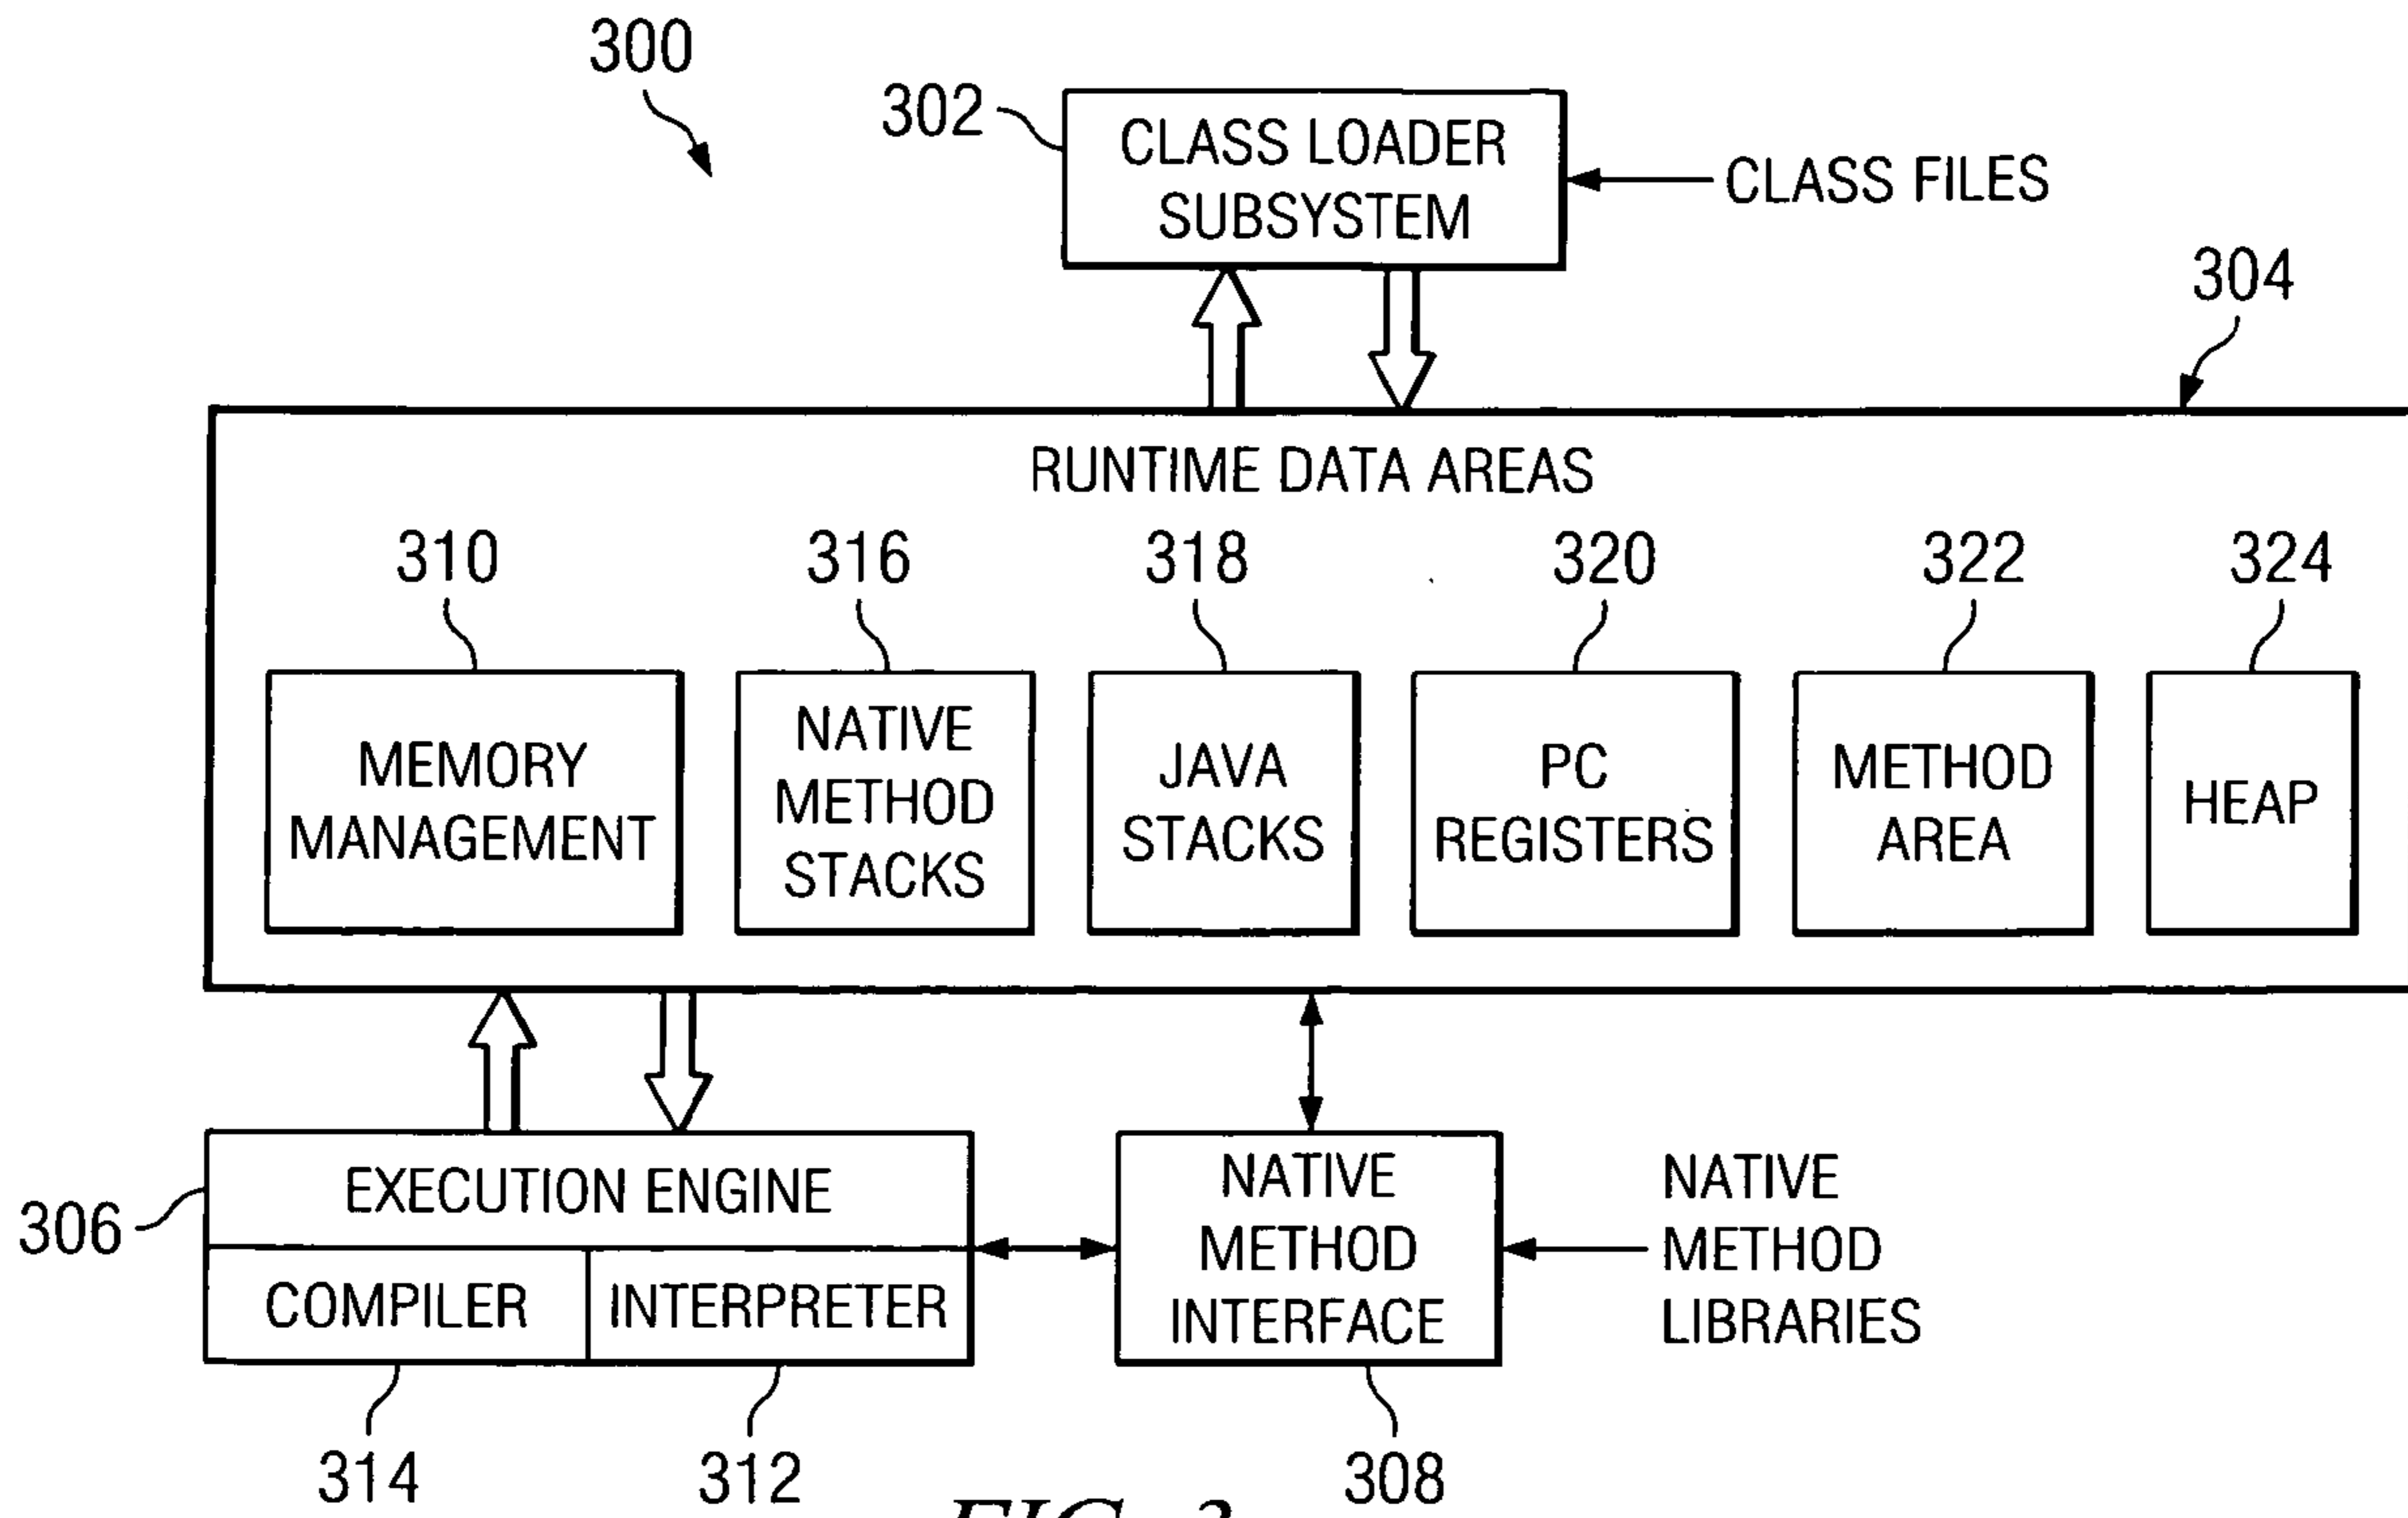 300
302
CLASS LOADER
SUBSYSTEM
CLASS FILES
304
RUNTIME DATA AREAS
310
316
318
320
322
324
MEMORY
MANAGEMENT
NATIVE
METHOD
STACKS
JAVA
STACKS
PC
REGISTERS
METHOD
AREA
HEAP
306
EXECUTION ENGINE
COMPILER
INTERPRETER
NATIVE
METHOD
INTERFACE
NATIVE
METHOD
LIBRARIES
314
312
308
FIG. 3